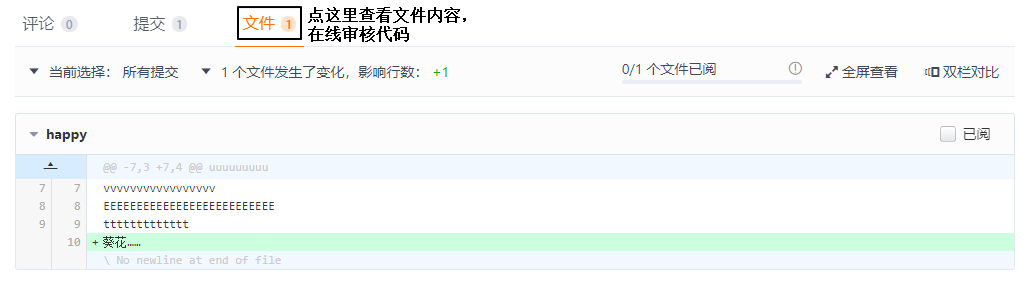 评论 0 提交 1 文件 1 点这里查看文件内容，
在线审核代码
当前选择： 所有提交 1 个文件发生了变化，影响行数： +1 0/1 个文件已阅 全屏查看 双栏对比
happy 已阅
@@ -7,3 +7,4 @@ uuuuuuuuu
7 7 vvvvvvvvvvvvvvvvv
8 8 EEEEEEEEEEEEEEEEEEEEEEEEEE
9 9 ttttttttttttt
10 + 葵花……
\ No newline at end of file